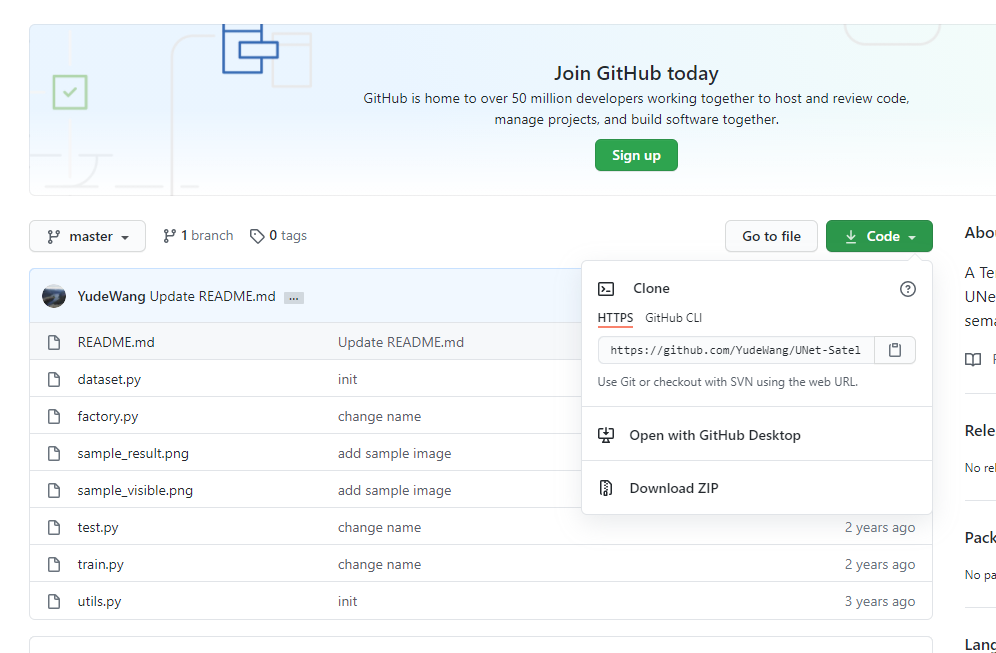 Join GitHub today
GitHub is home to over 50 million developers working together to host and review code,
manage projects, and build software together.
Sign up
master
1 branch
0 tags
Go to file
Code
YudeWang Update README.md ...
README.md Update README.md
dataset.py init
factory.py change name
sample_result.png add sample image
sample_visible.png add sample image
test.py change name 2 years ago
train.py change name 2 years ago
utils.py init 3 years ago
Clone
HTTPS GitHub CLI
https://github.com/YudeWang/UNet-Satel
Use Git or checkout with SVN using the web URL.
Open with GitHub Desktop
Download ZIP
Abou
A Te
UNe
sema
Rele
No rel
Pack
No pa
Lang